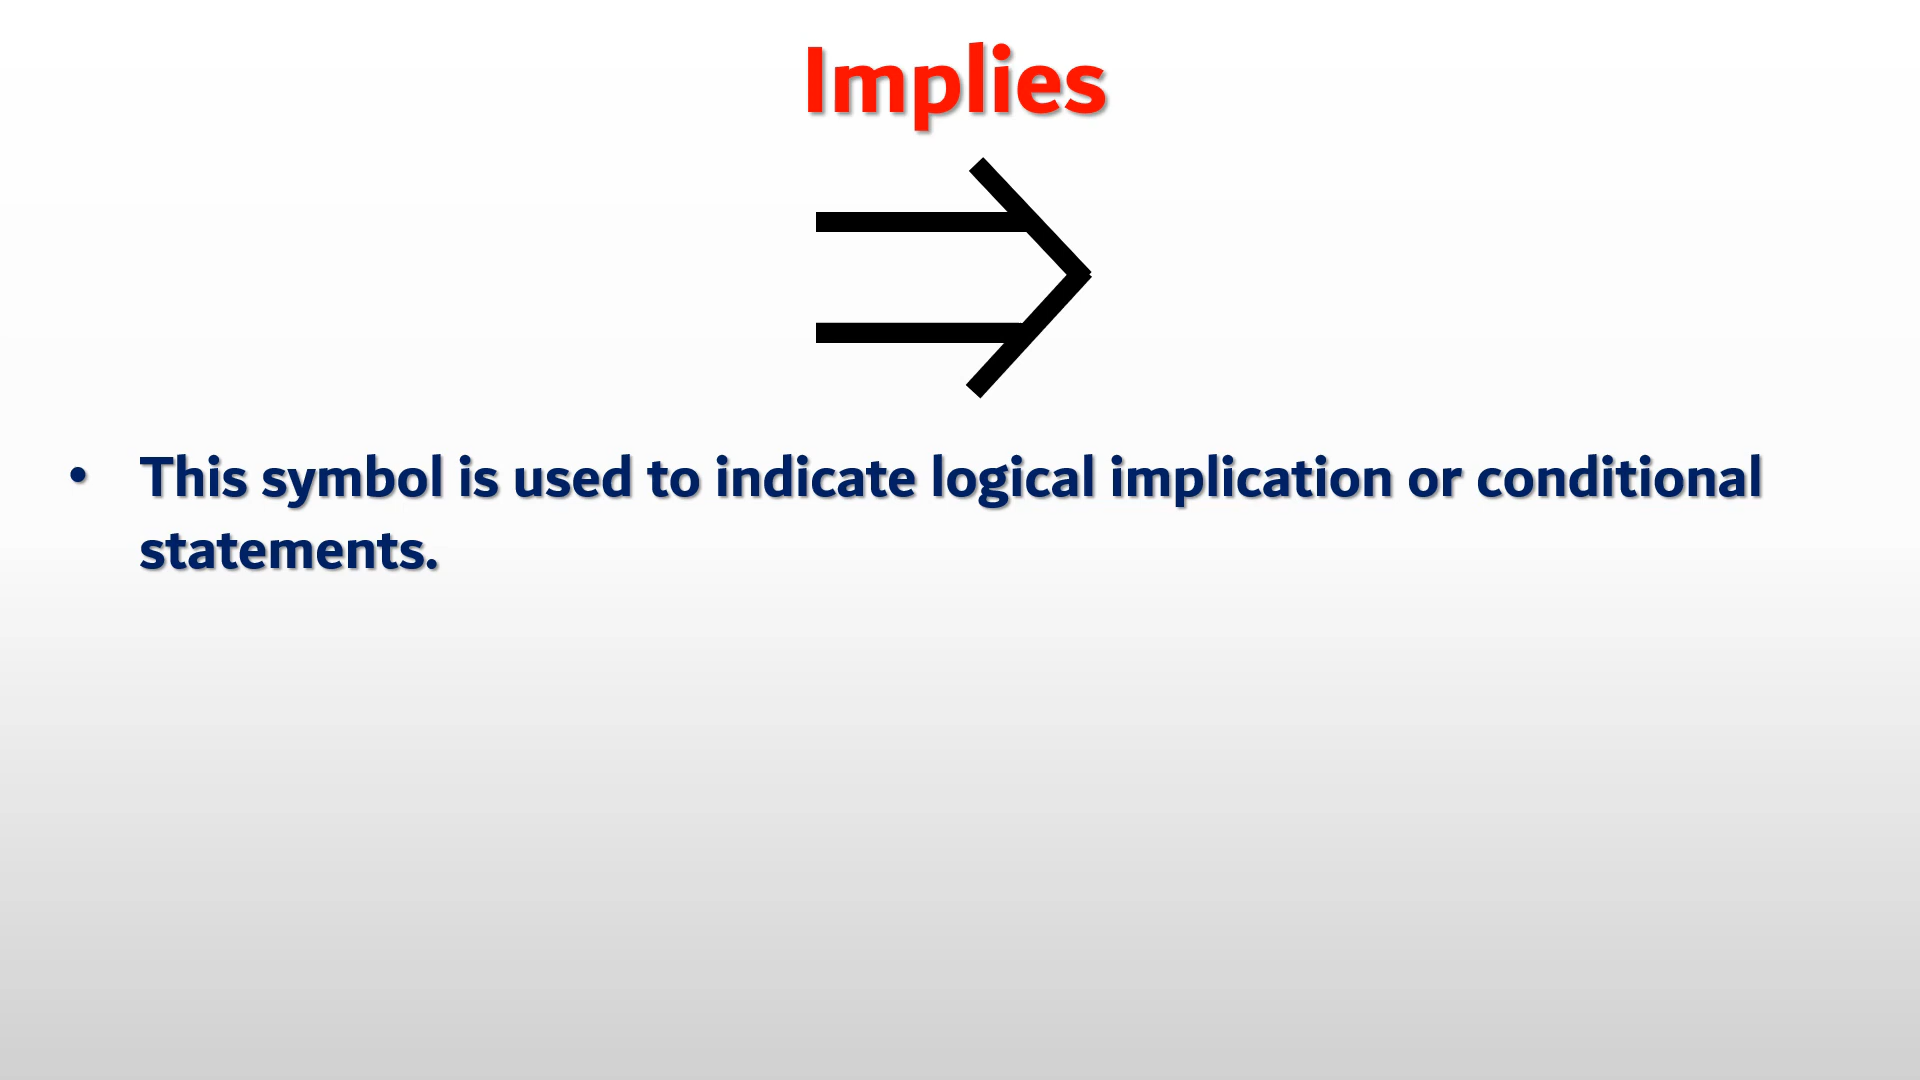 Implies
⇒
• This symbol is used to indicate logical implication or conditional
statements.